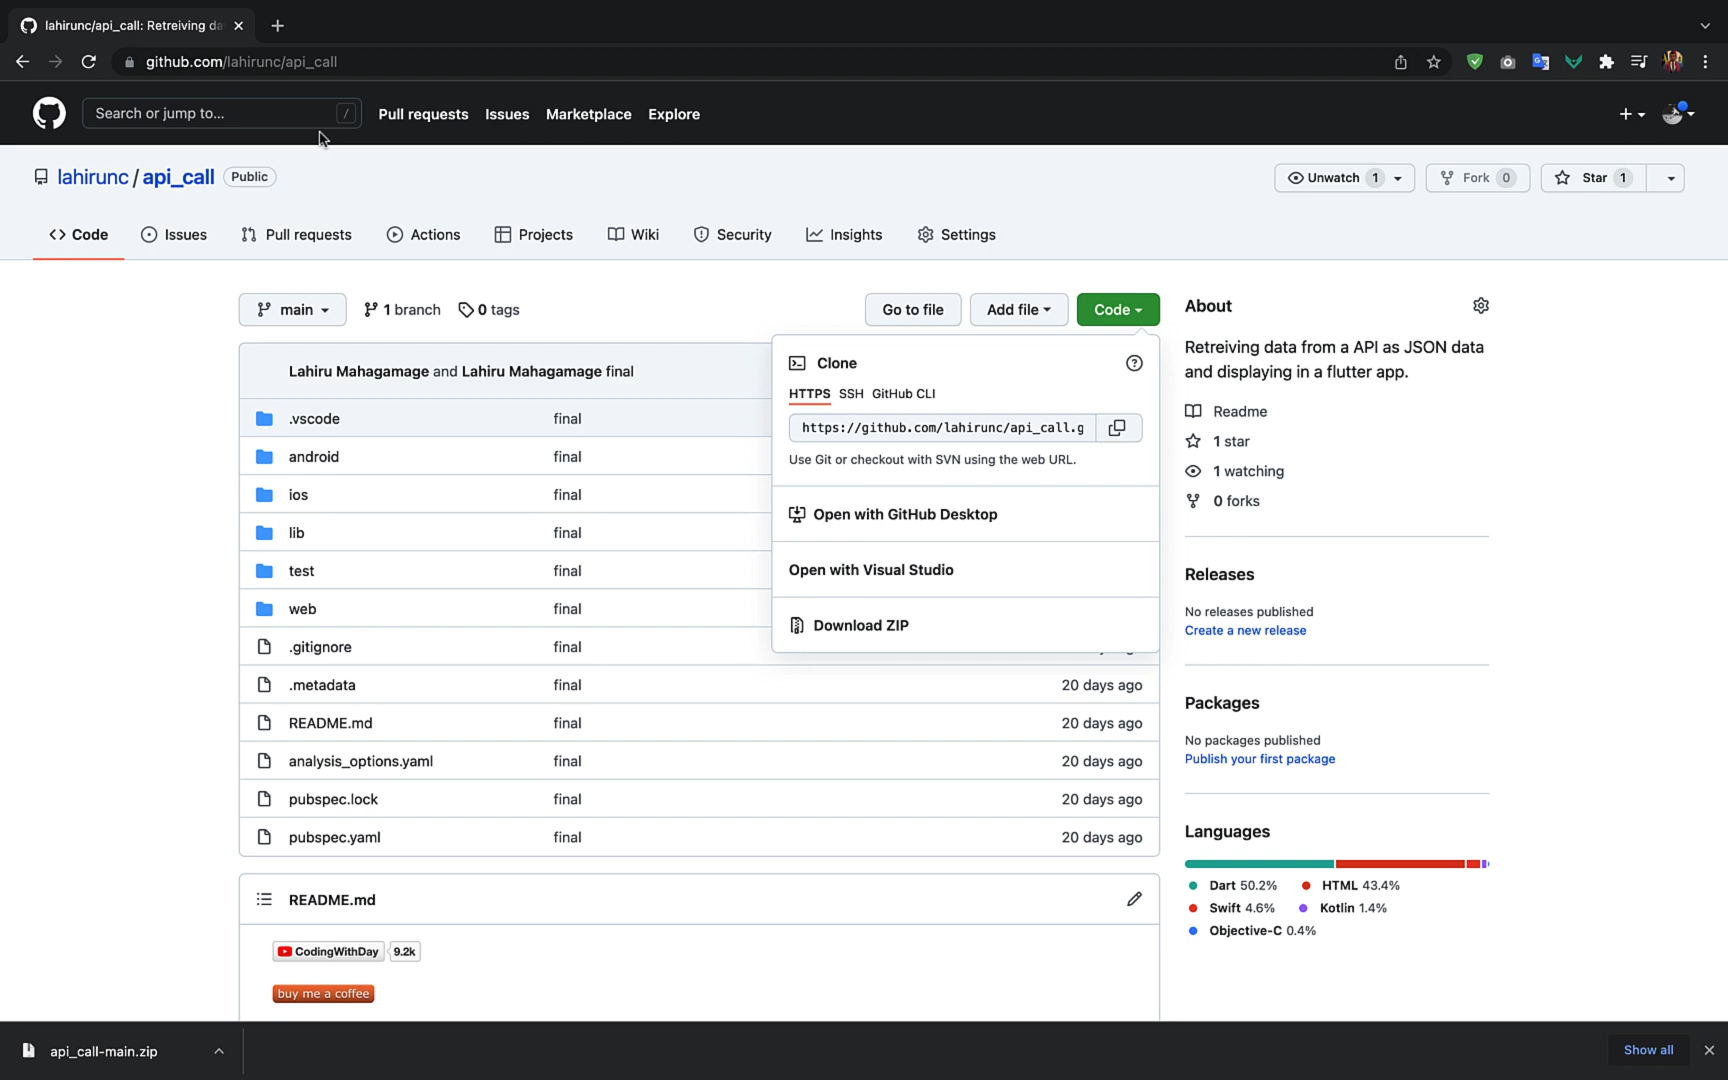 lahirunc/api_call: Retreiving da
github.com/lahirunc/api_call
Search or jump to... /
Pull requests Issues Marketplace Explore
lahirunc / api_call Public
Unwatch 1 Fork 0 Star 1
Code Issues Pull requests Actions Projects Wiki Security Insights Settings
main 1 branch 0 tags Go to file Add file Code
Lahiru Mahagamage and Lahiru Mahagamage final
.vscode final
android final
ios final
lib final
test final
web final
.gitignore final
.metadata final 20 days ago
README.md final 20 days ago
analysis_options.yaml final 20 days ago
pubspec.lock final 20 days ago
pubspec.yaml final 20 days ago
Clone
HTTPS SSH GitHub CLI
https://github.com/lahirunc/api_call.g
Use Git or checkout with SVN using the web URL.
Open with GitHub Desktop
Open with Visual Studio
Download ZIP
README.md
CodingWithDay 9.2k
buy me a coffee
About
Retreiving data from a API as JSON data
and displaying in a flutter app.
Readme
1 star
1 watching
0 forks
Releases
No releases published
Create a new release
Packages
No packages published
Publish your first package
Languages
Dart 50.2% HTML 43.4%
Swift 4.6% Kotlin 1.4%
Objective-C 0.4%
api_call-main.zip Show all